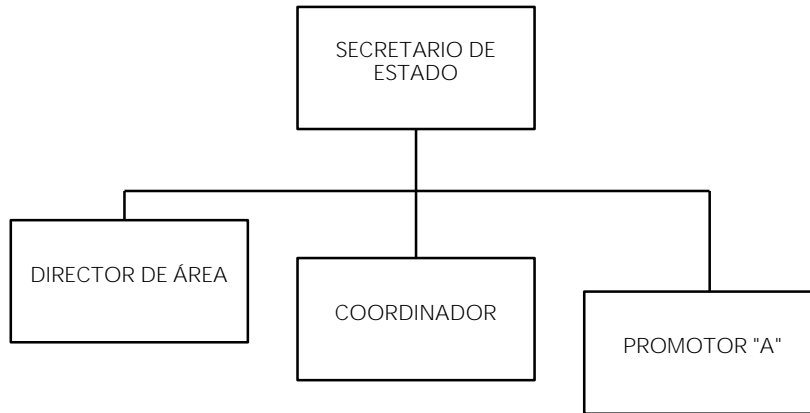 SECRETARIO DE
ESTADO
DIRECTOR DE ÁREA
COORDINADOR
PROMOTOR "A"